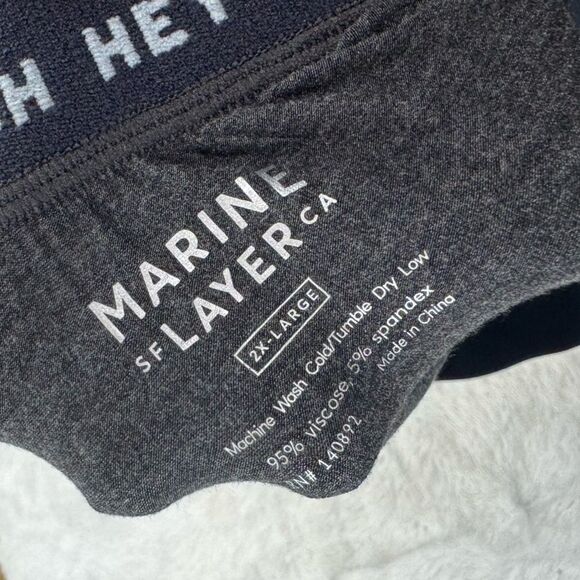 HEY
MARINE
SF LAYER CA
2X-LARGE
Machine Wash Cold/Tumble Dry Low
95% viscose, 5% spandex
Made in China
RN# 140892